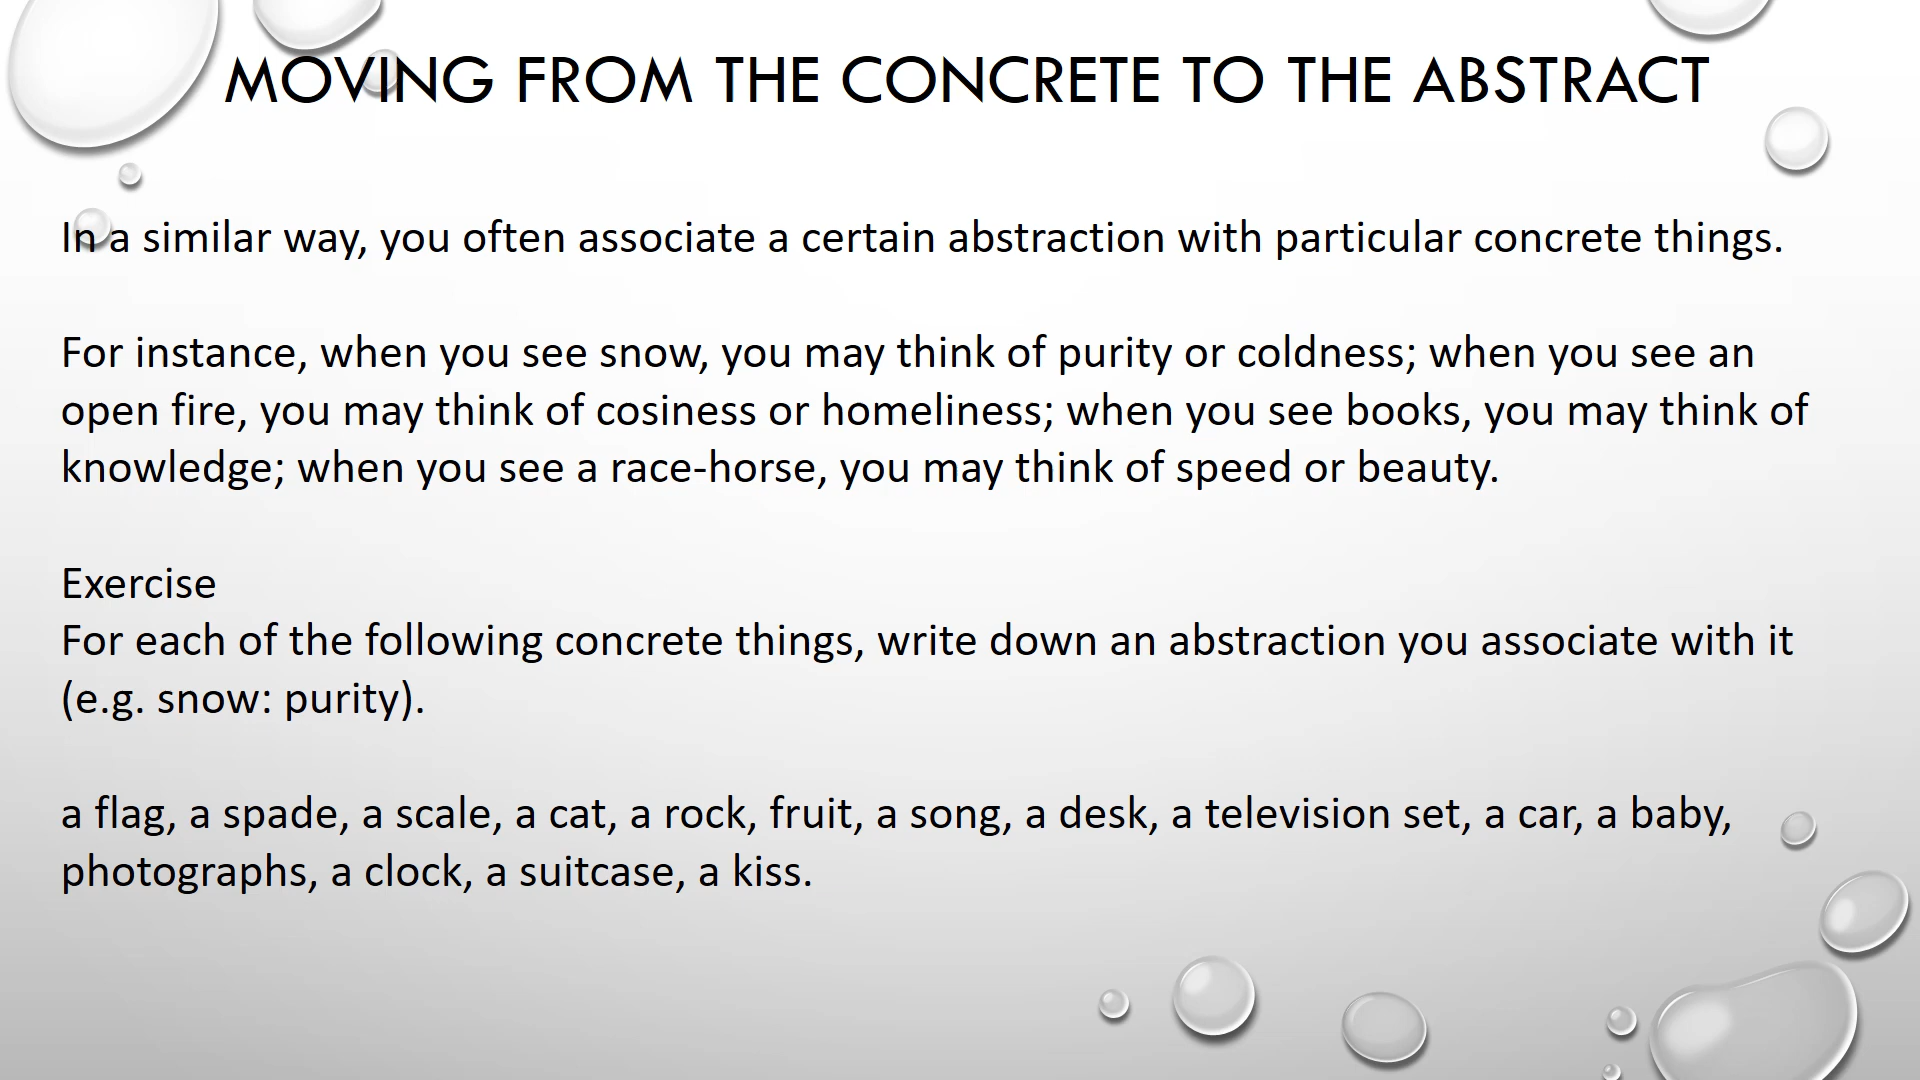 MOVING FROM THE CONCRETE TO THE ABSTRACT
In a similar way, you often associate a certain abstraction with particular concrete things.
For instance, when you see snow, you may think of purity or coldness; when you see an
open fire, you may think of cosiness or homeliness; when you see books, you may think of
knowledge; when you see a race-horse, you may think of speed or beauty.
Exercise
For each of the following concrete things, write down an abstraction you associate with it
(e.g. snow: purity).
a flag, a spade, a scale, a cat, a rock, fruit, a song, a desk, a television set, a car, a baby,
photographs, a clock, a suitcase, a kiss.